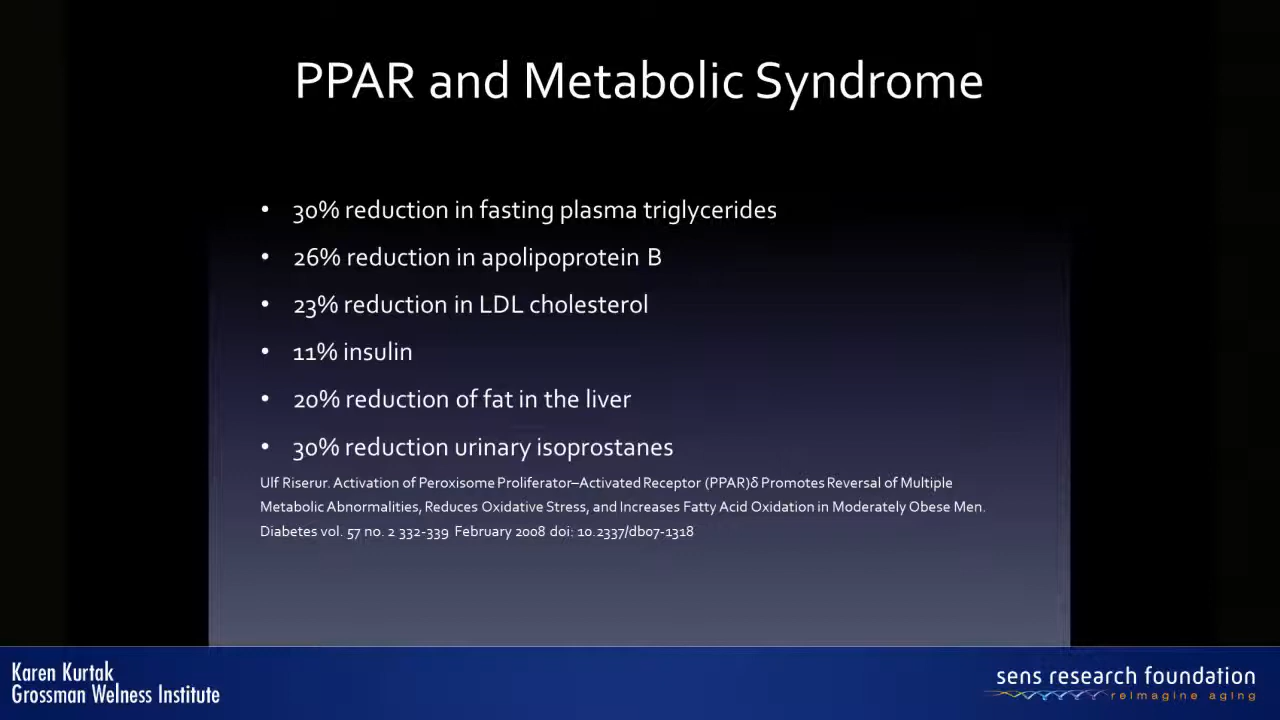 PPAR and Metabolic Syndrome
• 30% reduction in fasting plasma triglycerides
• 26% reduction in apolipoprotein B
• 23% reduction in LDL cholesterol
• 11% insulin
• 20% reduction of fat in the liver
• 30% reduction urinary isoprostanes
Ulf Riserur. Activation of Peroxisome Proliferator–Activated Receptor (PPAR)δ Promotes Reversal of Multiple
Metabolic Abnormalities, Reduces Oxidative Stress, and Increases Fatty Acid Oxidation in Moderately Obese Men.
Diabetes vol. 57 no. 2 332-339 February 2008 doi: 10.2337/db07-1318
Karen Kurtak
Grossman Welness Institute
sens research foundation
reimagine aging